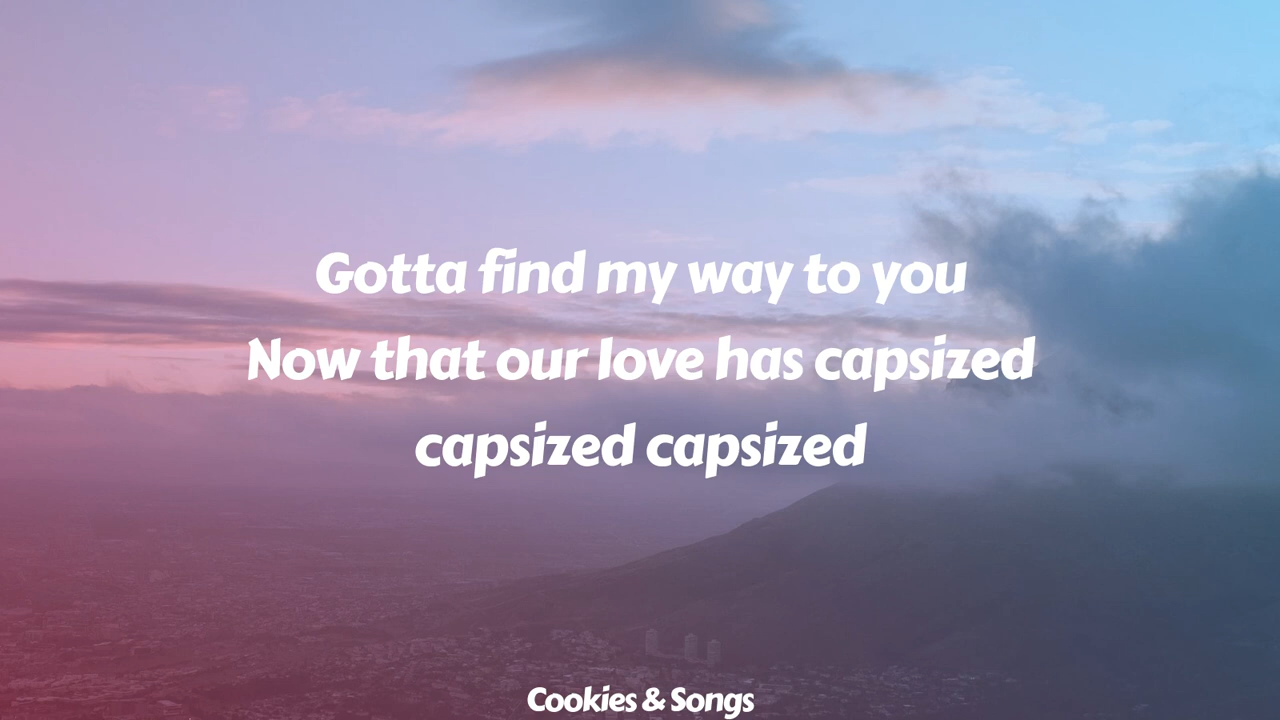 Gotta find my way to you
Now that our love has capsized
capsized capsized
Cookies & Songs